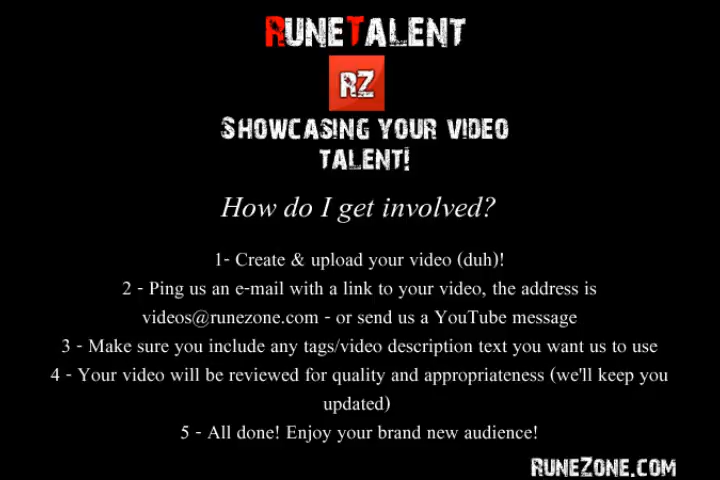 RuneTalent
RZ
Showcasing your video
talent!
How do I get involved?
1- Create & upload your video (duh)!
2 - Ping us an e-mail with a link to your video, the address is
videos@runezone.com - or send us a YouTube message
3 - Make sure you include any tags/video description text you want us to use
4 - Your video will be reviewed for quality and appropriateness (we'll keep you
updated)
5 - All done! Enjoy your brand new audience!
RuneZone.com